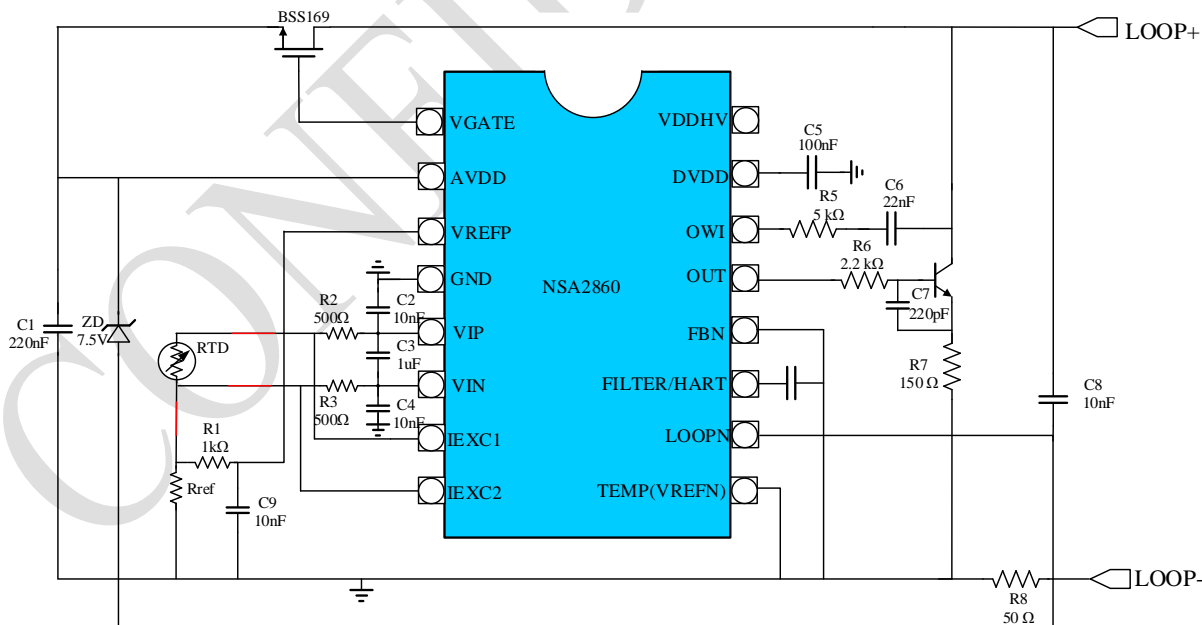 BSS169
LOOP+
VGATE
VDDHV
C5
100nF
AVDD
DVDD
C6
22nF
R5
5 kΩ
VREFP
OWI
R6
2.2 kΩ
GND
OUT
NSA2860
R2
500Ω
C2
10nF
C7
220pF
C1
220nF
ZD
7.5V
VIP
FBN
RTD
C3
1uF
R7
150 Ω
VIN
FILTER/HART
R3
500Ω
C4
10nF
C8
10nF
R1
1kΩ
IEXC1
LOOPN
Rref
C9
10nF
IEXC2
TEMP(VREFN)
LOOP-
R8
50 Ω
CONF